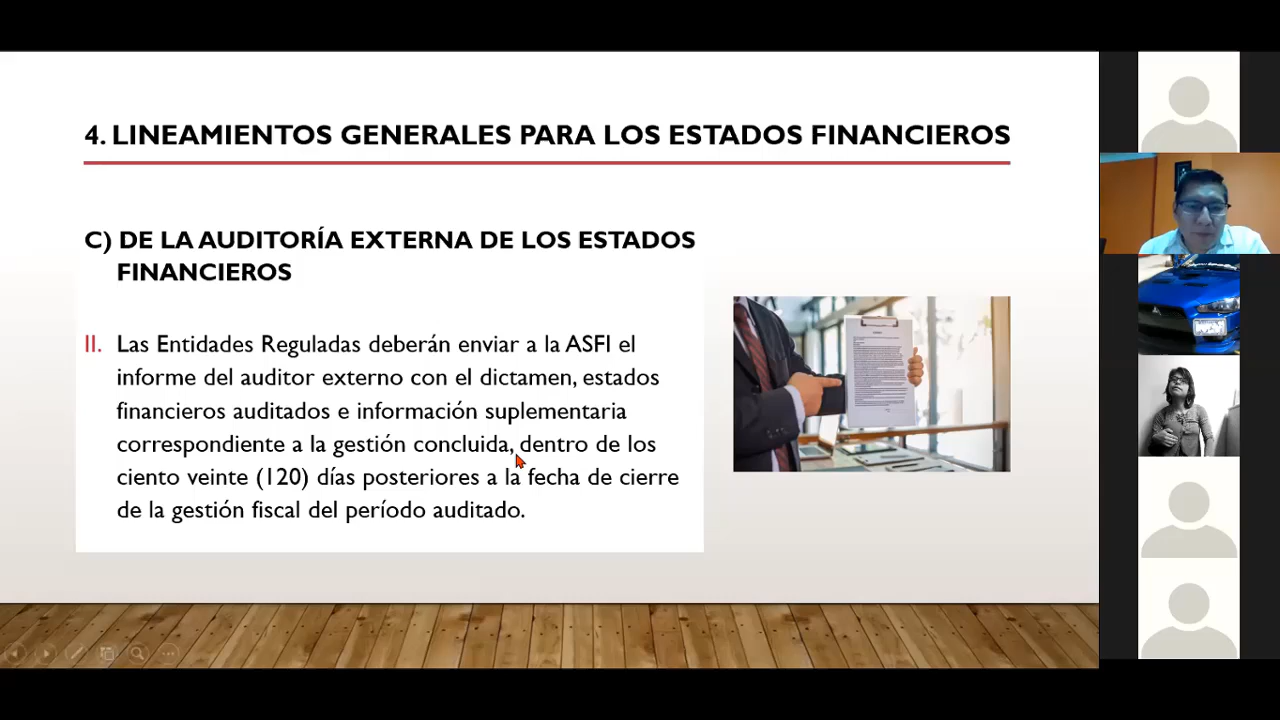 4. LINEAMIENTOS GENERALES PARA LOS ESTADOS FINANCIEROS
C) DE LA AUDITORÍA EXTERNA DE LOS ESTADOS
FINANCIEROS
II. Las Entidades Reguladas deberán enviar a la ASFI el
informe del auditor externo con el dictamen, estados
financieros auditados e información suplementaria
correspondiente a la gestión concluida, dentro de los
ciento veinte (120) días posteriores a la fecha de cierre
de la gestión fiscal del período auditado.